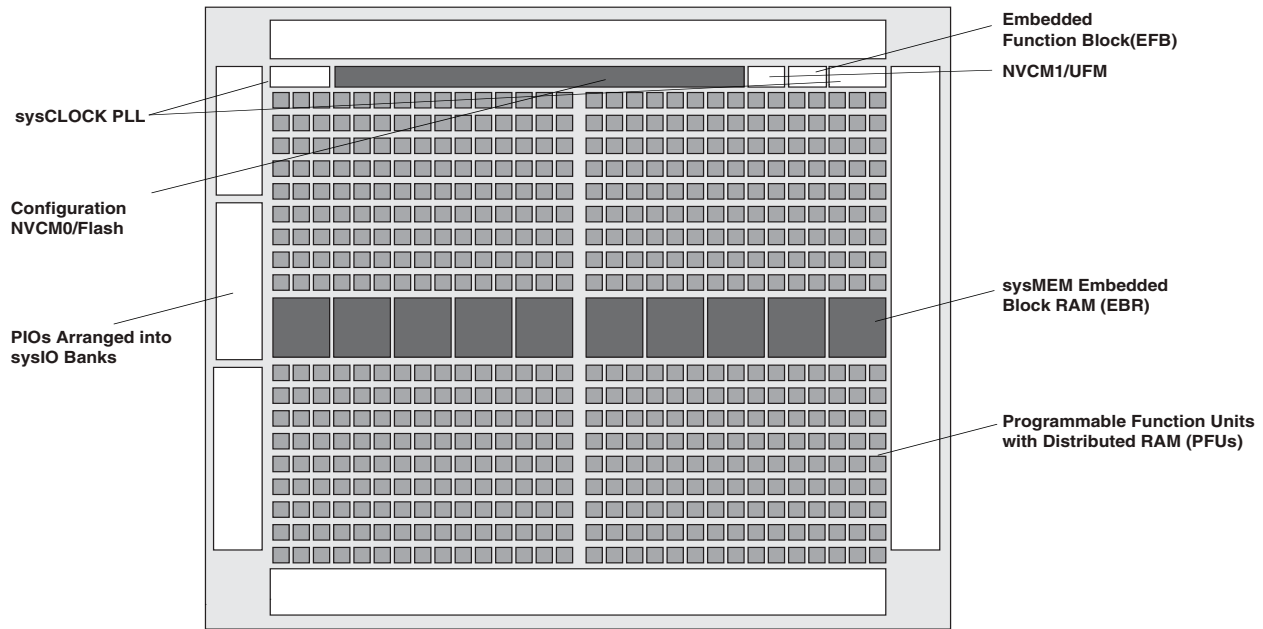 Embedded
Function Block(EFB)
NVCM1/UFM
sysCLOCK PLL
Configuration
NVCM0/Flash
sysMEM Embedded
Block RAM (EBR)
PIOs Arranged into
sysIO Banks
Programmable Function Units
with Distributed RAM (PFUs)